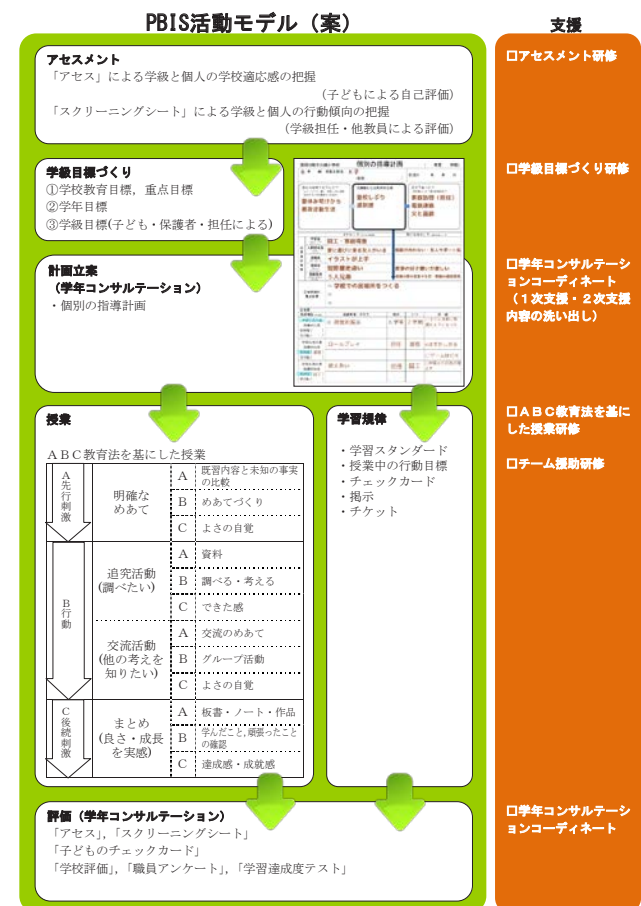 PBIS活動モデル（案）
支援
アセスメント
「アセス」による学級と個人の学校適応感の把握
(子どもによる自己評価)
「スクリーニングシート」による学級と個人の行動傾向の把握
(学級担任・他教員による評価)
□アセスメント研修
学級目標づくり
①学校教育目標，重点目標
②学年目標
③学級目標(子ども・保護者・担任による)
□学級目標づくり研修
個別の指導計画
登校しぶり
遅刻
イラストが上手
計画立案
（学年コンサルテーション）
・個別の指導計画
□学年コンサルテーシ
ョンコーディネート
（１次支援・２次支援
内容の洗い出し）
授業
ＡＢＣ教育法を基にした授業
A先行刺激
明確な
めあて
A
既習内容と未知の事実
の比較
B
めあてづくり
C
よさの自覚
B行動
追究活動
(調べたい)
A
資料
B
調べる・考える
C
できた感
交流活動
(他の考えを
知りたい)
A
交流のめあて
B
グループ活動
C
よさの自覚
C後続刺激
まとめ
(良さ・成長
を実感)
A
板書・ノート・作品
B
学んだこと,頑張ったこと
の確認
C
達成感・成就感
学習規律
・学習スタンダード
・授業中の行動目標
・チェックカード
・掲示
・チケット
□ＡＢＣ教育法を基に
した授業研修
□チーム援助研修
評価（学年コンサルテーション）
「アセス」，「スクリーニングシート」
「子どものチェックカード」
「学校評価」，「職員アンケート」，「学習達成度テスト」
□学年コンサルテーシ
ョンコーディネート